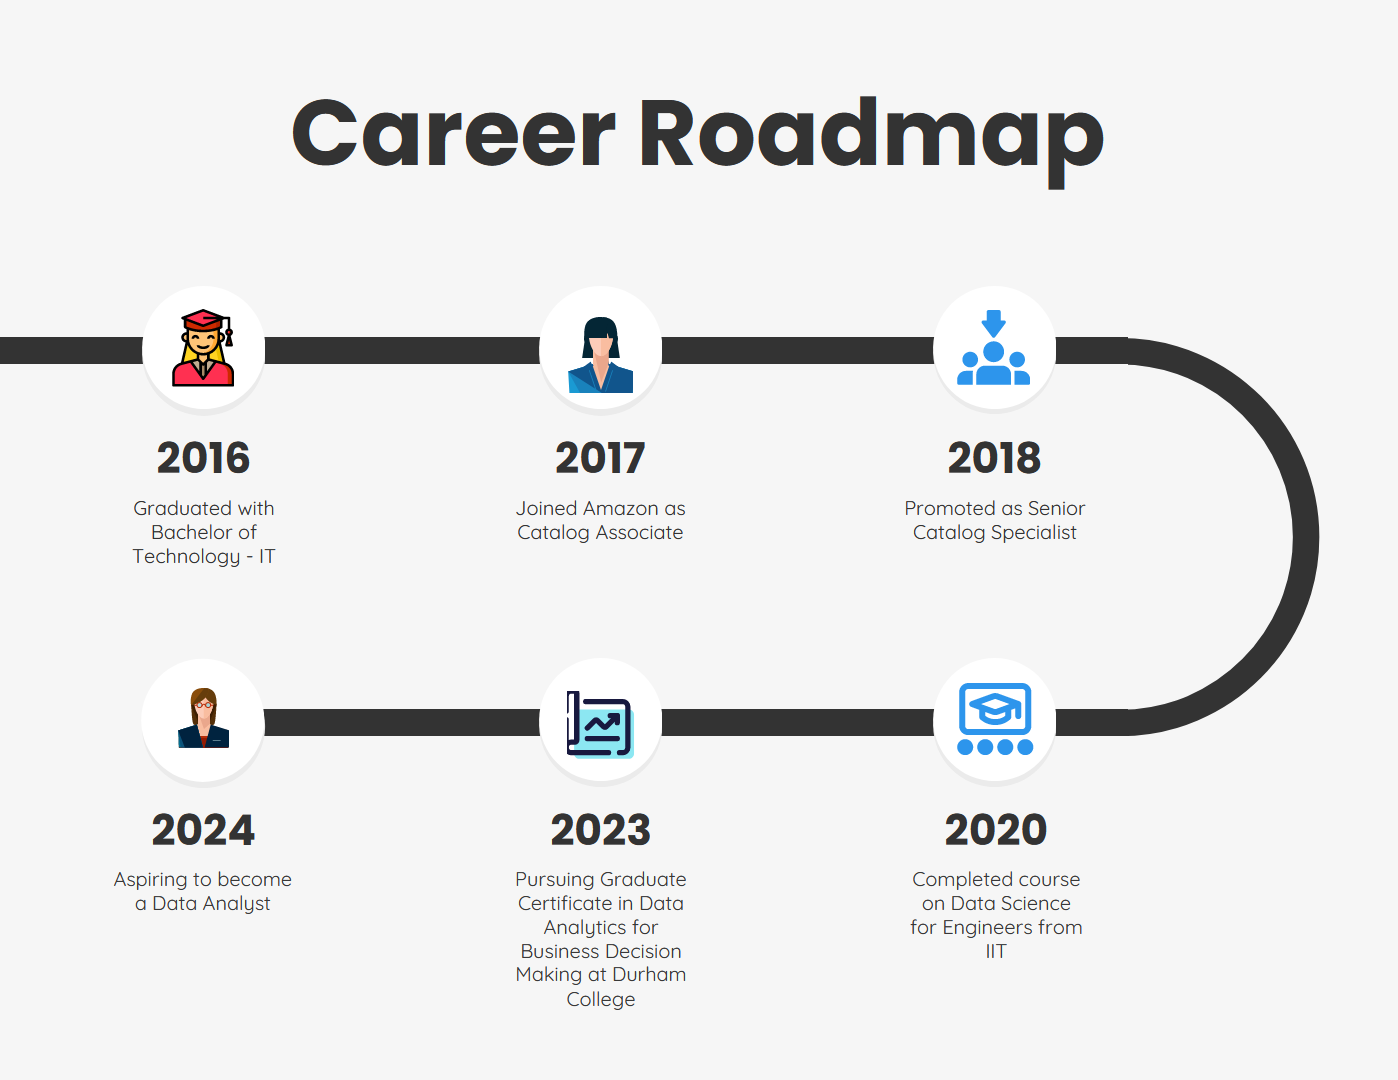 Career Roadmap
2016
Graduated with
Bachelor of
Technology - IT
2017
Joined Amazon as
Catalog Associate
2018
Promoted as Senior
Catalog Specialist
2020
Completed course
on Data Science
for Engineers from
IIT
2023
Pursuing Graduate
Certificate in Data
Analytics for
Business Decision
Making at Durham
College
2024
Aspiring to become
a Data Analyst